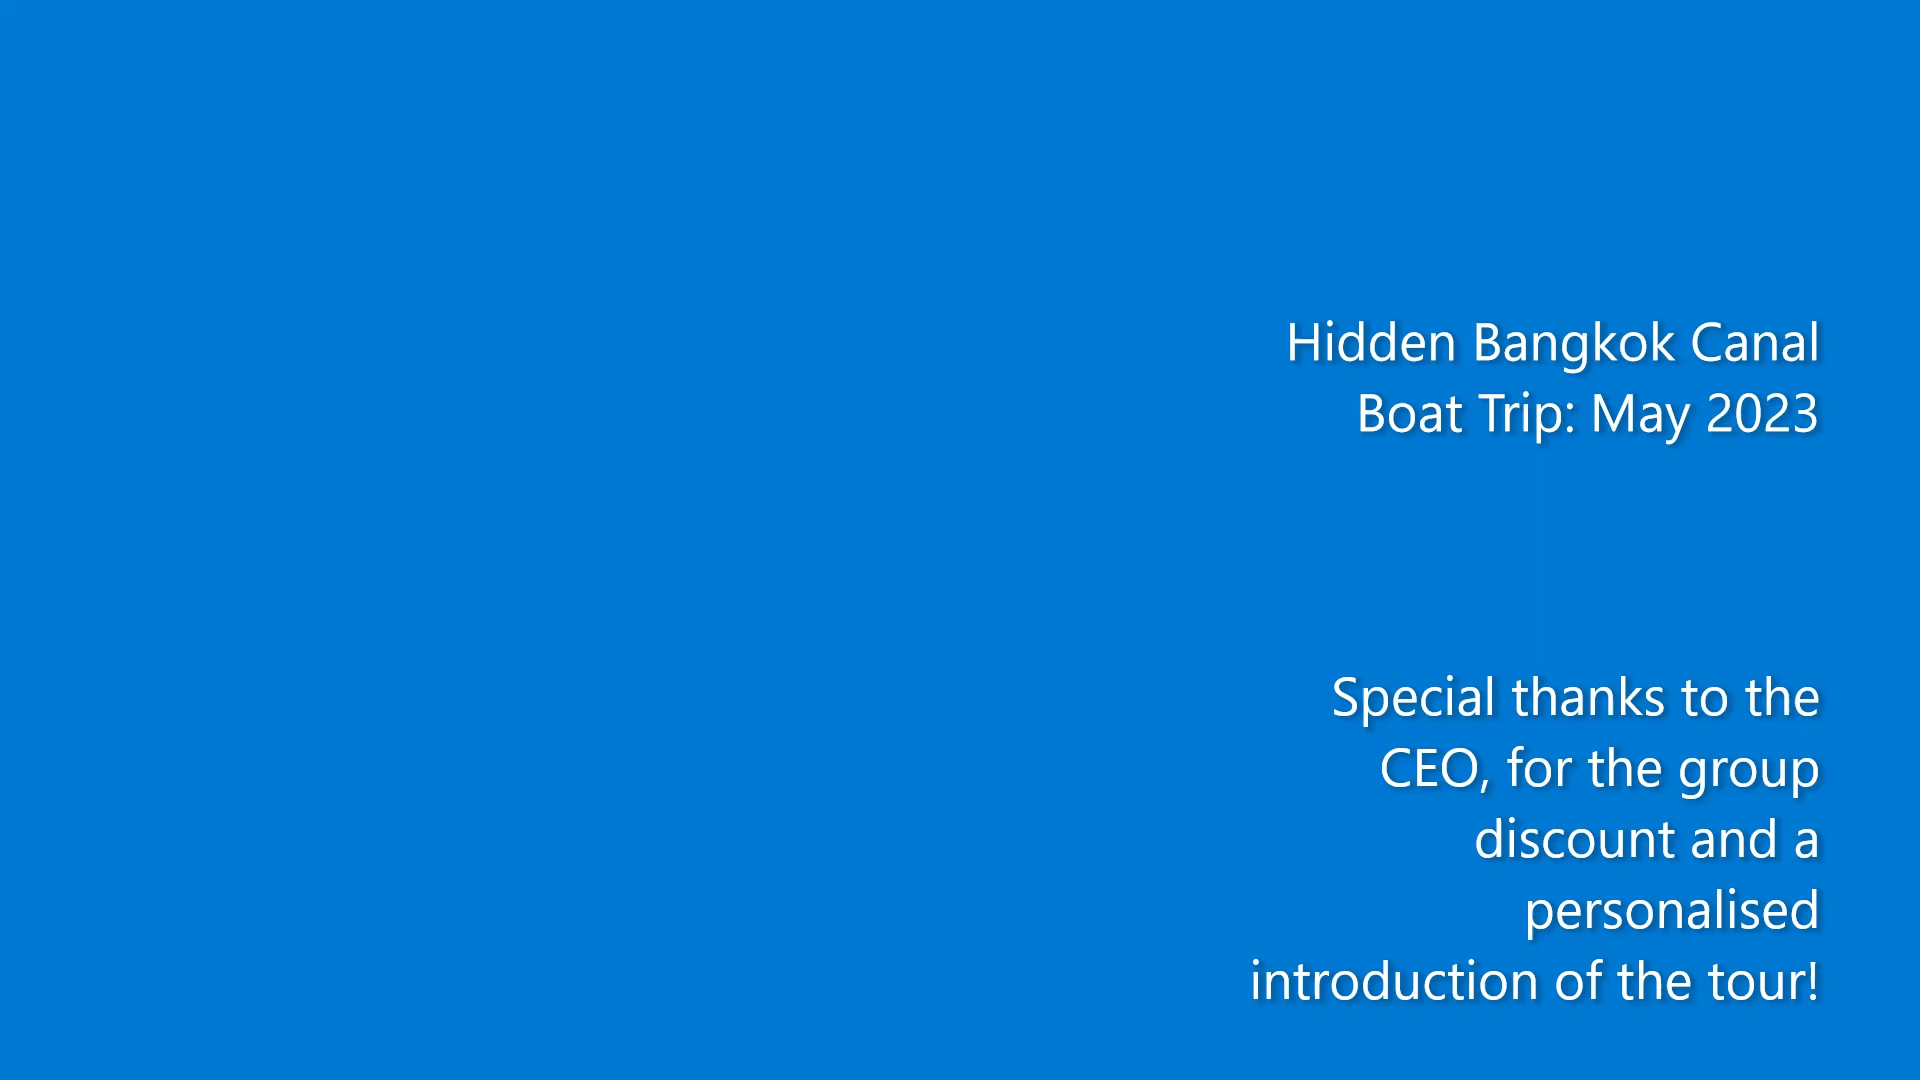 Hidden Bangkok Canal
Boat Trip: May 2023
Special thanks to the
CEO, for the group
discount and a
personalised
introduction of the tour!